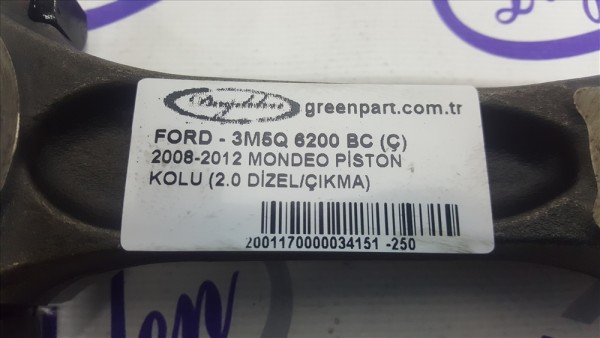 greenpart.com.tr
FORD - 3M5Q 6200 BC (Ç)
2008-2012 MONDEO PİSTON
KOLU (2.0 DİZEL/ÇIKMA)
2001170000034151 -250